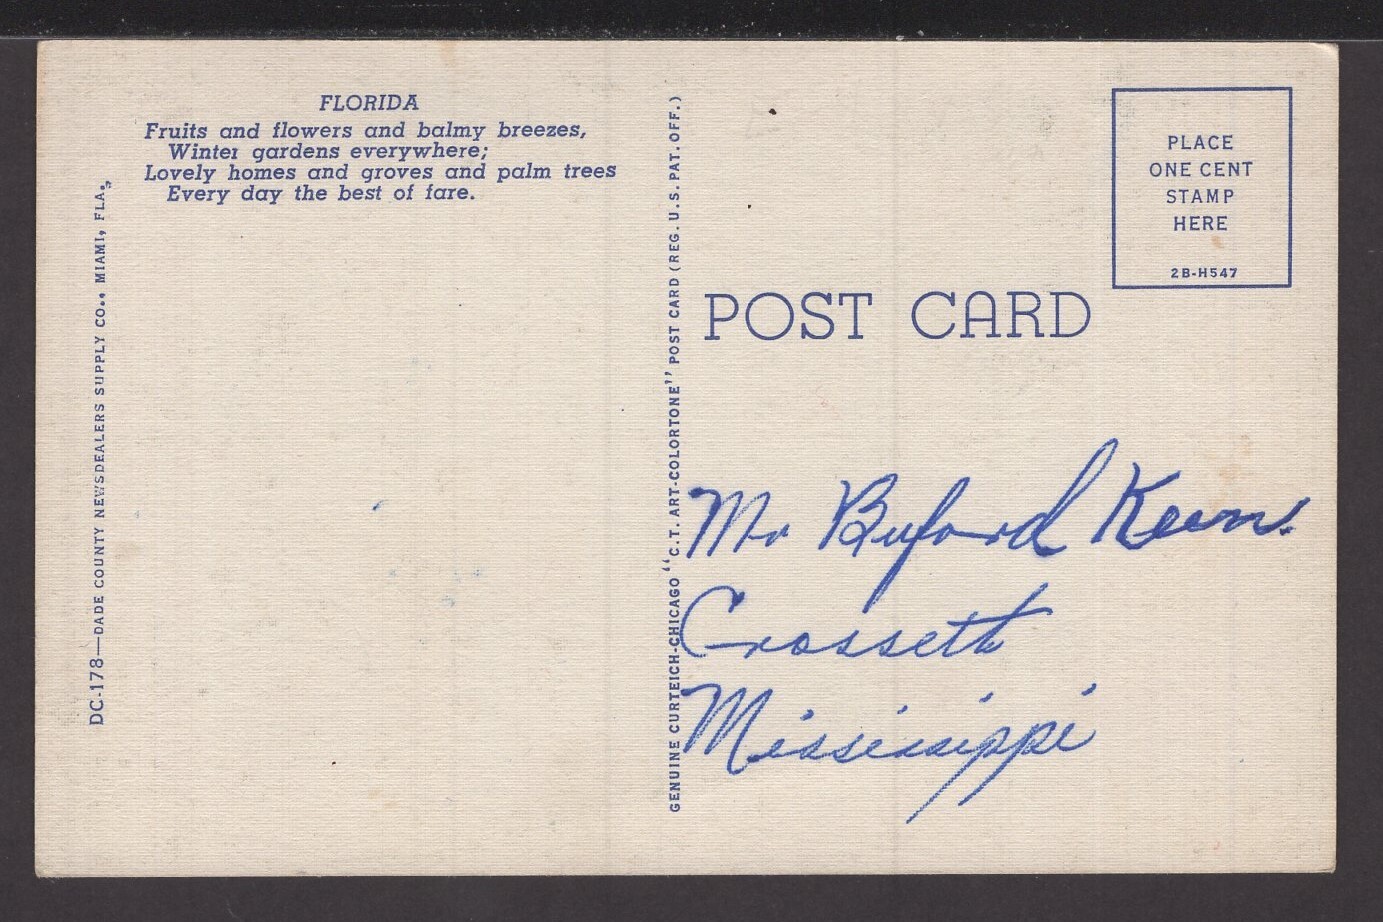 FLORIDA
Fruits and flowers and balmy breezes,
Winter gardens everywhere;
Lovely homes and groves and palm trees
Every day the best of fare.
DC-178—DADE COUNTY NEWSDEALERS SUPPLY CO., MIAMI, FLA.,
GENUINE CURTEICH-CHICAGO "C.T. ART-COLORTONE" POST CARD (REG. U.S. PAT. OFF.)
PLACE
ONE CENT
STAMP
HERE
2B-H547
POST CARD
Mr Buford
Crossett
Mississippi